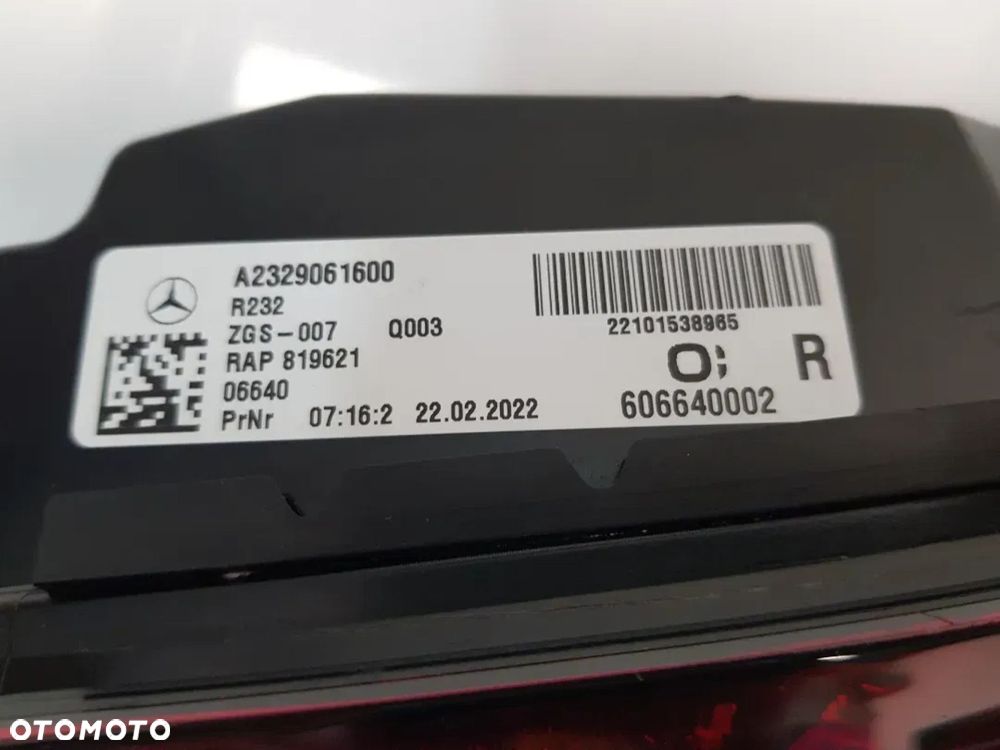 A2329061600
R232
ZGS-007 Q003
RAP 819621
06640
PrNr 07:16:2 22.02.2022
22101538965
R
606640002
OTOMOTO